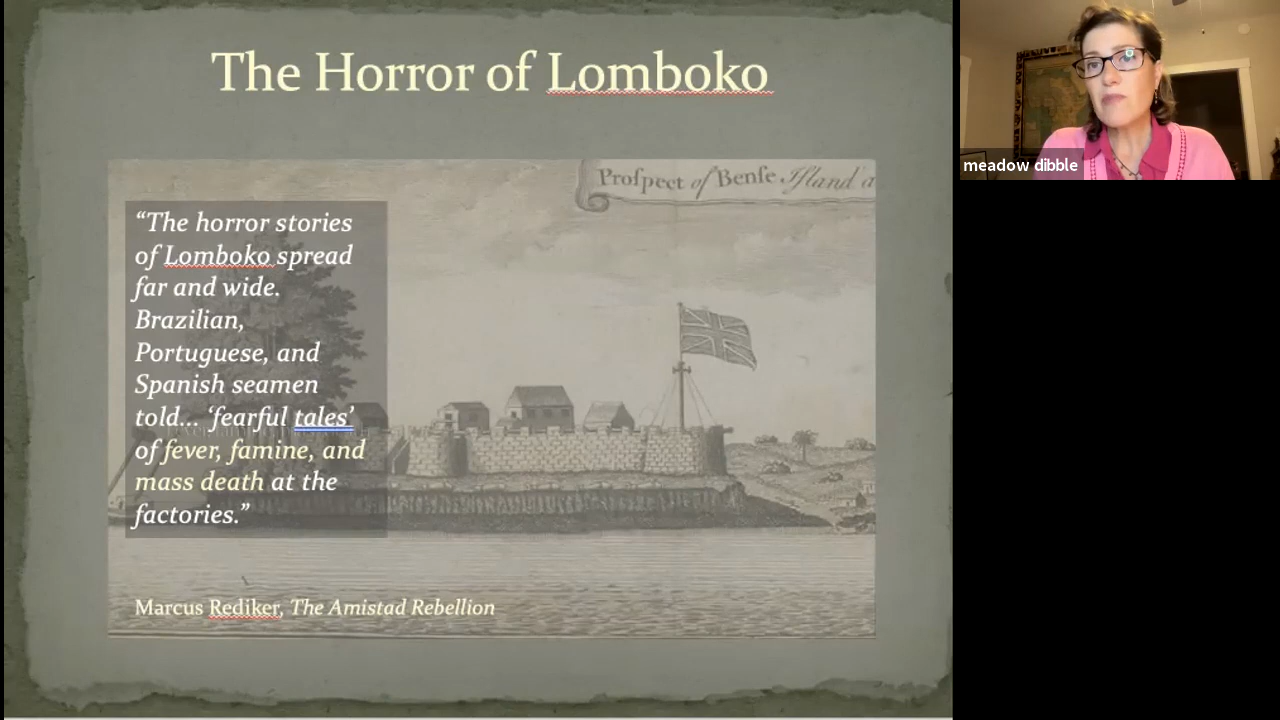 The Horror of Lomboko
Prospect of Bense Island a
“The horror stories
of Lomboko spread
far and wide.
Brazilian,
Portuguese, and
Spanish seamen
told... ‘fearful tales’
of fever, famine, and
mass death at the
factories.”
Marcus Rediker, The Amistad Rebellion
meadow dibble